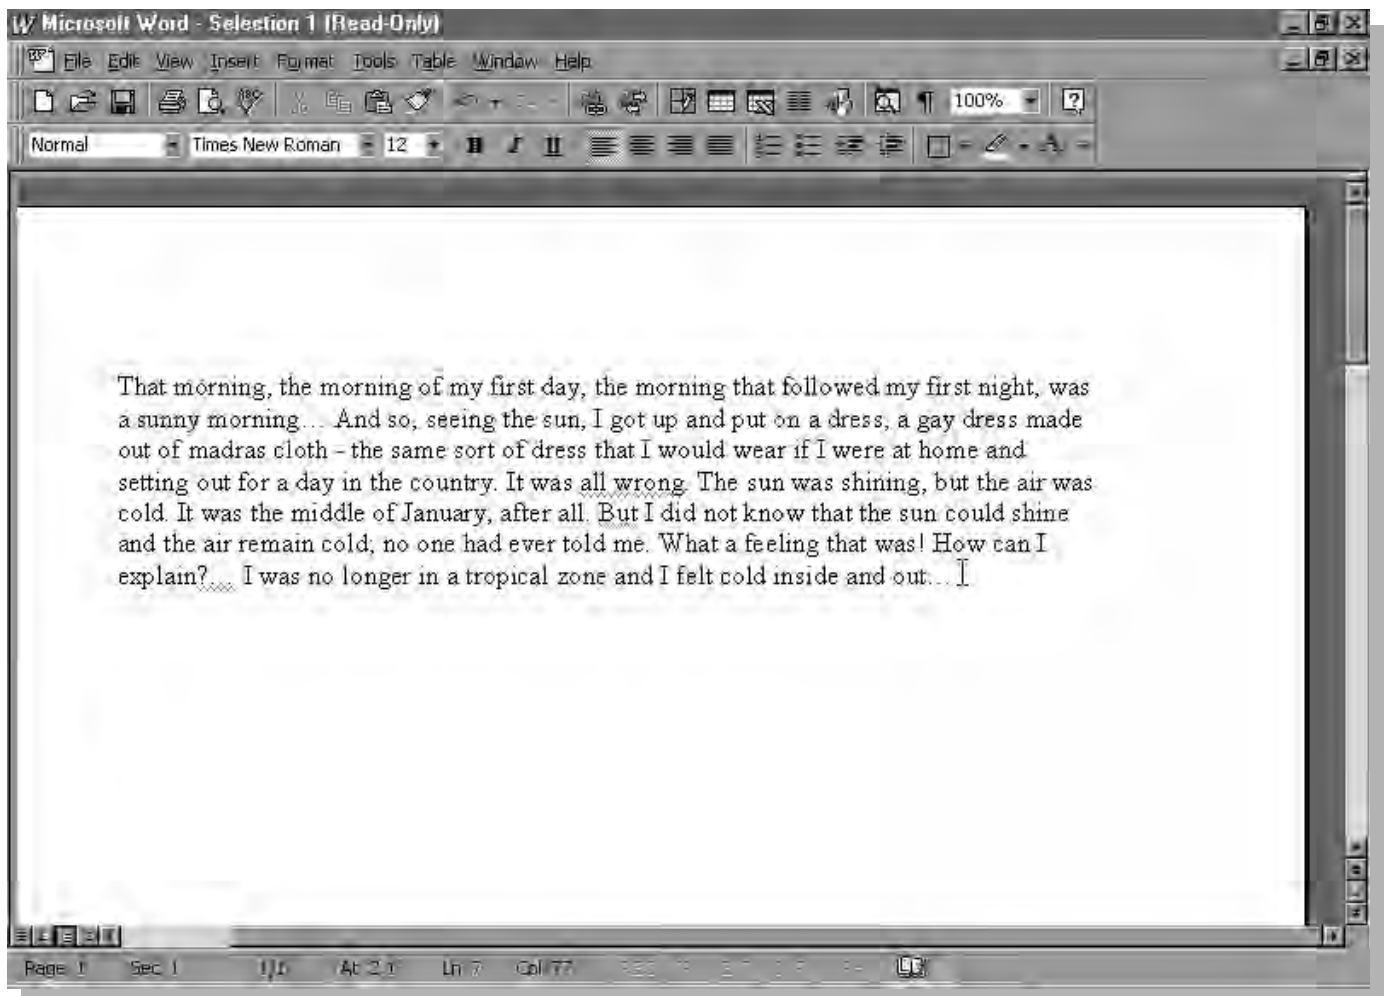 Microsoft Word - Selection 1 (Read-Only)
File Edit View Insert Format Tools Table Window Help
100%
Normal Times New Roman 12 B I U A
That morning, the morning of my first day, the morning that followed my first night, was
a sunny morning... And so, seeing the sun, I got up and put on a dress, a gay dress made
out of madras cloth – the same sort of dress that I would wear if I were at home and
setting out for a day in the country. It was all wrong. The sun was shining, but the air was
cold. It was the middle of January, after all. But I did not know that the sun could shine
and the air remain cold; no one had ever told me. What a feeling that was! How can I
explain?... I was no longer in a tropical zone and I felt cold inside and out...
Page 1 Sec 1 1/1 At Ln 7 Col 77